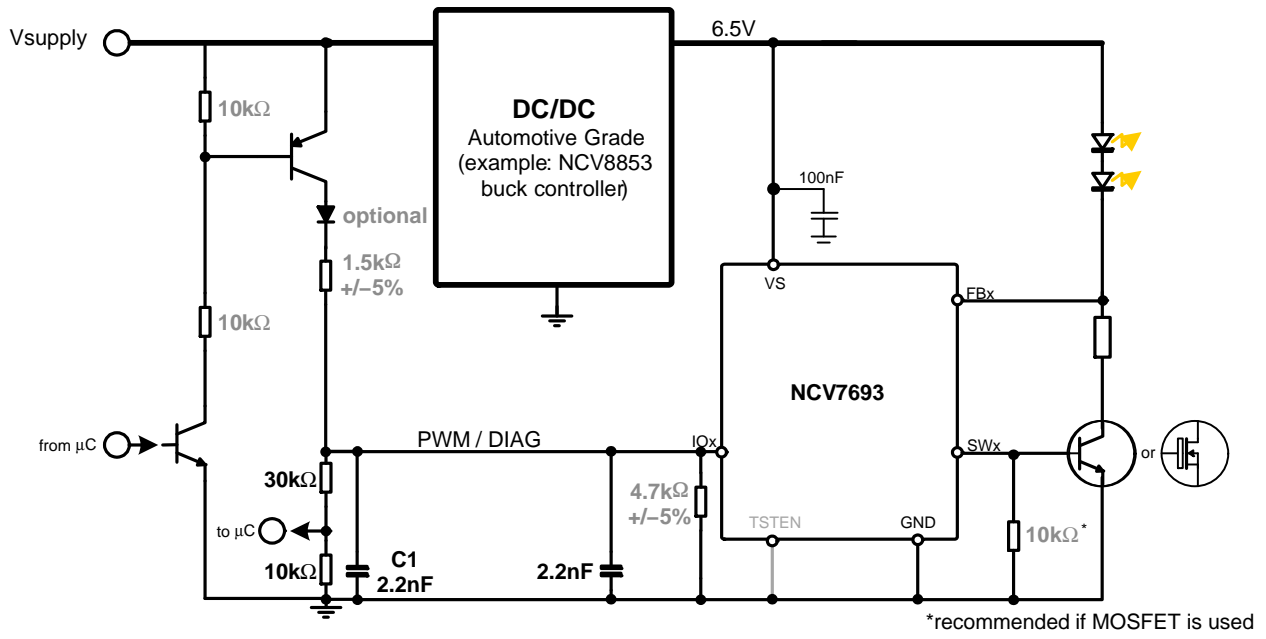 Vsupply
6.5V
10kΩ
DC/DC
Automotive Grade
(example: NCV8853
buck controller)
100nF
optional
1.5kΩ
+/−5%
VS
FBx
10kΩ
NCV7693
from μC
PWM / DIAG
IOx
SWx
or
30kΩ
4.7kΩ
+/−5%
to μC
TSTEN
GND
10kΩ*
10kΩ
C1
2.2nF
2.2nF
*recommended if MOSFET is used